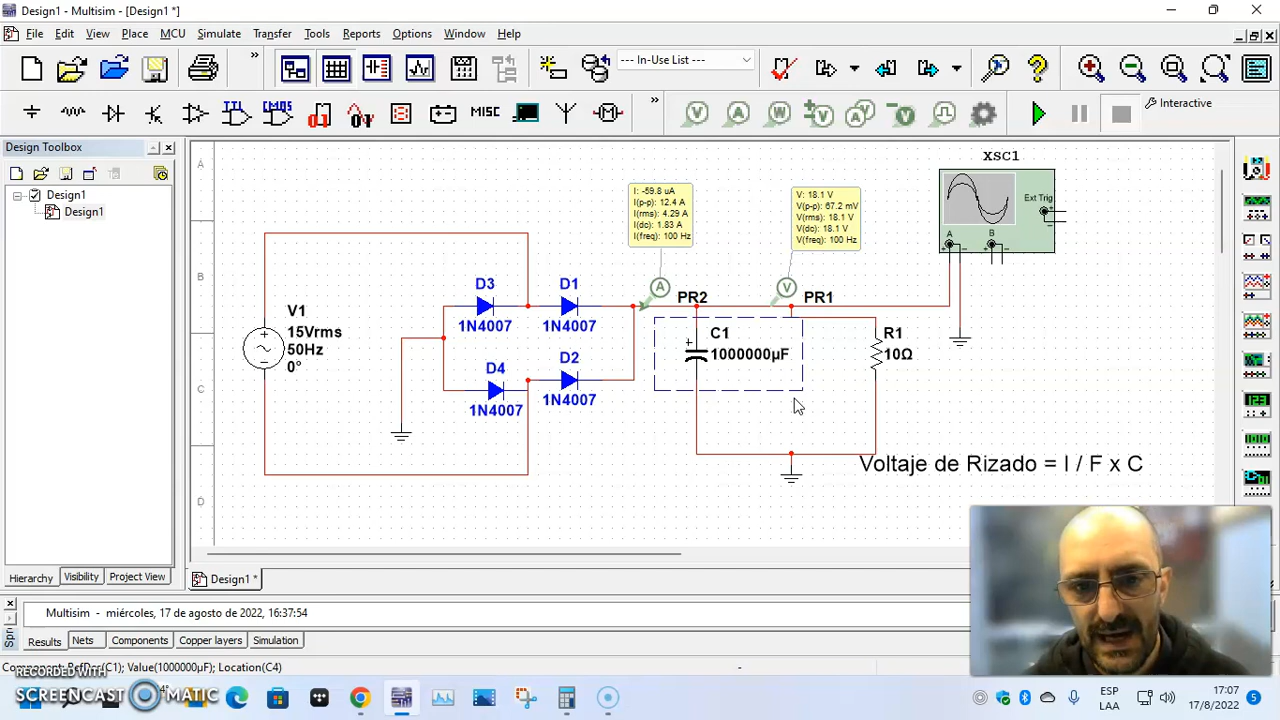 Design1 - Multisim - [Design1 *]
File Edit View Place MCU Simulate Transfer Tools Reports Options Window Help
--- In-Use List ---
TTL CMOS MISC
V A W V A V
Interactive
Design Toolbox
Design1
Design1
Hierarchy Visibility Project View
A
B
C
D
V1
15Vrms
50Hz
0°
D3
1N4007
D1
1N4007
D4
1N4007
D2
1N4007
I: -59.8 uA
I(p-p): 12.4 A
I(rms): 4.29 A
I(dc): 1.83 A
I(freq): 100 Hz
A
PR2
V: 18.1 V
V(p-p): 67.2 mV
V(rms): 18.1 V
V(dc): 18.1 V
V(freq): 100 Hz
V
PR1
C1
1000000µF
R1
10Ω
XSC1
Ext Trig
A B
Voltaje de Rizado = I / F x C
Design1 *
Multisim - miércoles, 17 de agosto de 2022, 16:37:54
Results Nets Components Copper layers Simulation
Value(1000000µF); Location(C4)
RECORDED WITH
SCREENCAST MATIC
ESP
LAA
17:07
17/8/2022
5